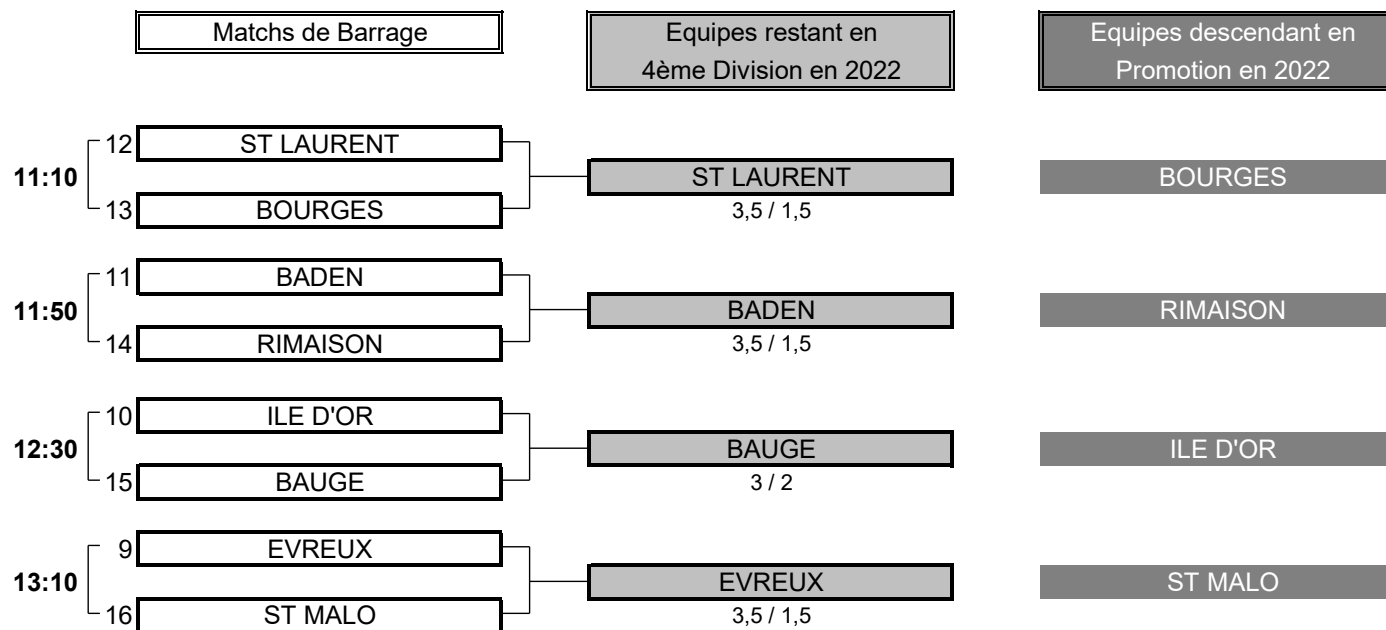 Matchs de Barrage
Equipes restant en
4ème Division en 2022
Equipes descendant en
Promotion en 2022
12 ST LAURENT
11:10
ST LAURENT
BOURGES
13 BOURGES
3,5 / 1,5
11 BADEN
11:50
BADEN
RIMAISON
14 RIMAISON
3,5 / 1,5
10 ILE D'OR
12:30
BAUGE
ILE D'OR
15 BAUGE
3 / 2
9 EVREUX
13:10
EVREUX
ST MALO
16 ST MALO
3,5 / 1,5